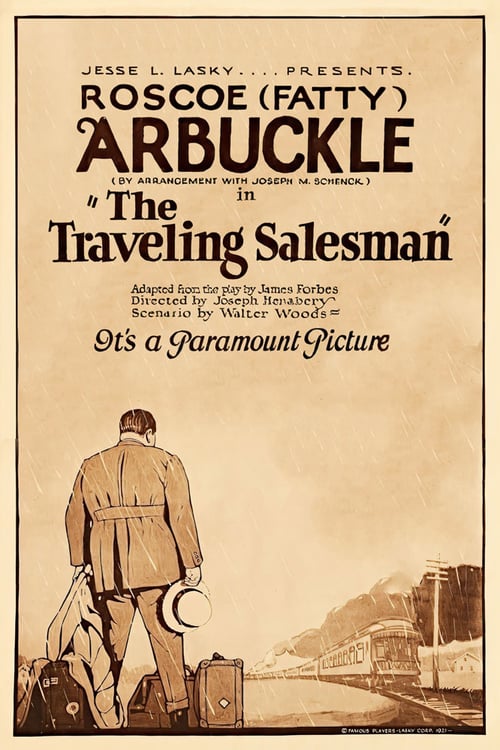 JESSE L. LASKY.... PRESENTS.
ROSCOE (FATTY)
ARBUCKLE
(BY ARRANGEMENT WITH JOSEPH M. SCHENCK)
in
"The
Traveling Salesman"
Adapted from the play by James Forbes
Directed by Joseph Henabery
Scenario by Walter Woods =
It's a Paramount Picture
© FAMOUS PLAYERS-LASKY CORP. 1921-